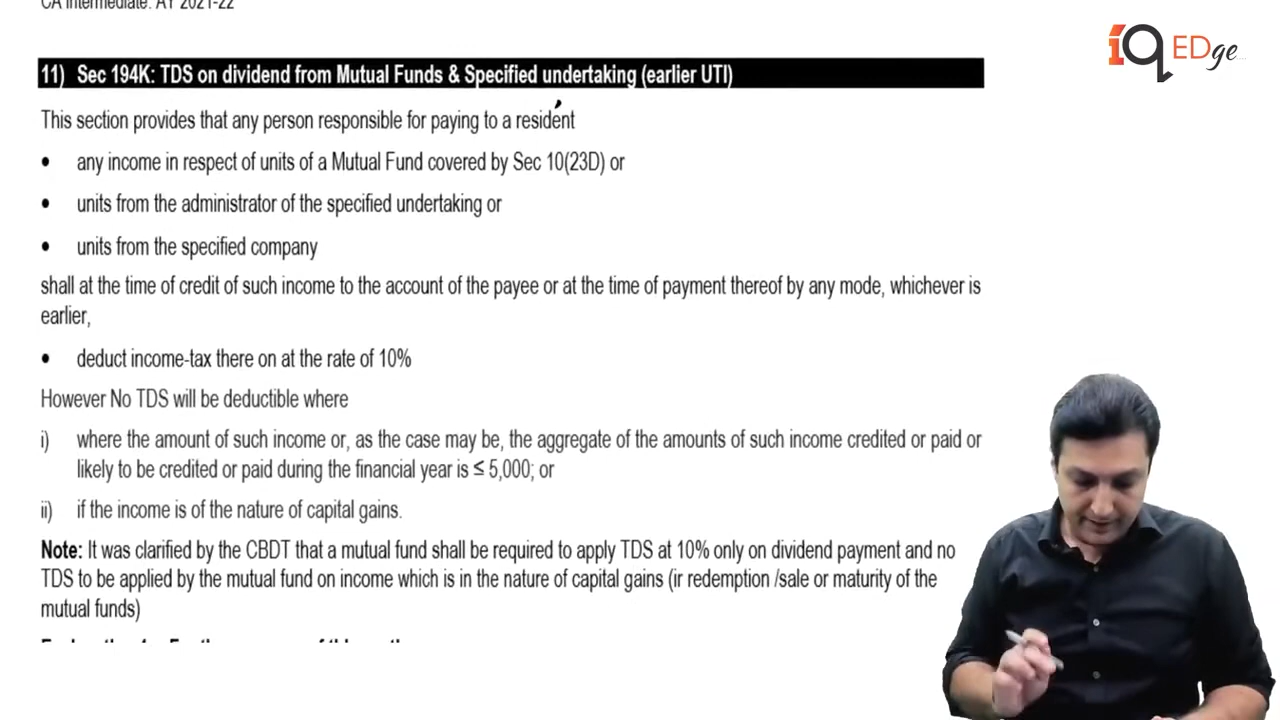 CA Intermediate: AY 2021-22
iQ EDge
11) Sec 194K: TDS on dividend from Mutual Funds & Specified undertaking (earlier UTI)
This section provides that any person responsible for paying to a resident
• any income in respect of units of a Mutual Fund covered by Sec 10(23D) or
• units from the administrator of the specified undertaking or
• units from the specified company
shall at the time of credit of such income to the account of the payee or at the time of payment thereof by any mode, whichever is
earlier,
• deduct income-tax there on at the rate of 10%
However No TDS will be deductible where
i) where the amount of such income or, as the case may be, the aggregate of the amounts of such income credited or paid or
likely to be credited or paid during the financial year is ≤ 5,000; or
ii) if the income is of the nature of capital gains.
Note: It was clarified by the CBDT that a mutual fund shall be required to apply TDS at 10% only on dividend payment and no
TDS to be applied by the mutual fund on income which is in the nature of capital gains (ir redemption /sale or maturity of the
mutual funds)